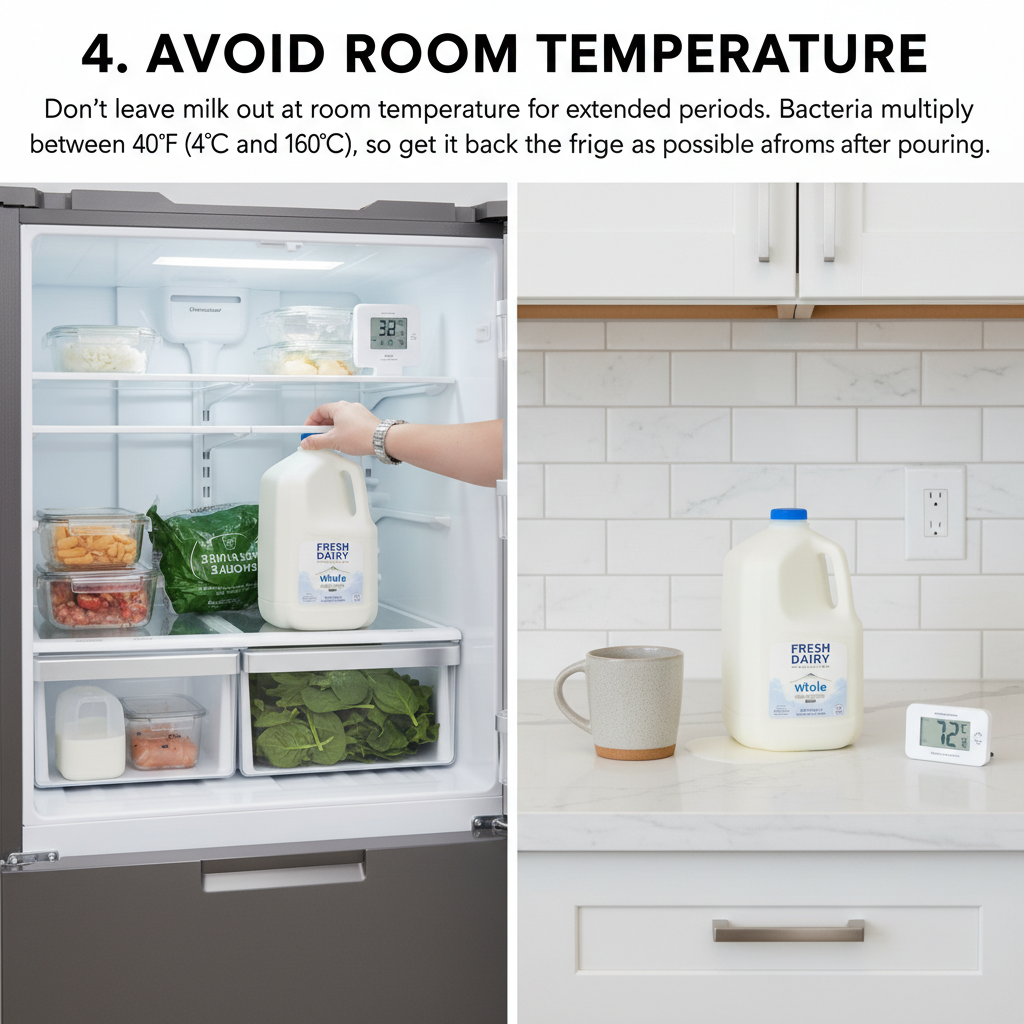 4. AVOID ROOM TEMPERATURE
Don't leave milk out at room temperature for extended periods. Bacteria multiply
between 40°F (4°C and 160°C), so get it back the frige as possible afroms after pouring.
38
FRESH
DAIRY
Whule
FRESH
DAIRY
wtole
72